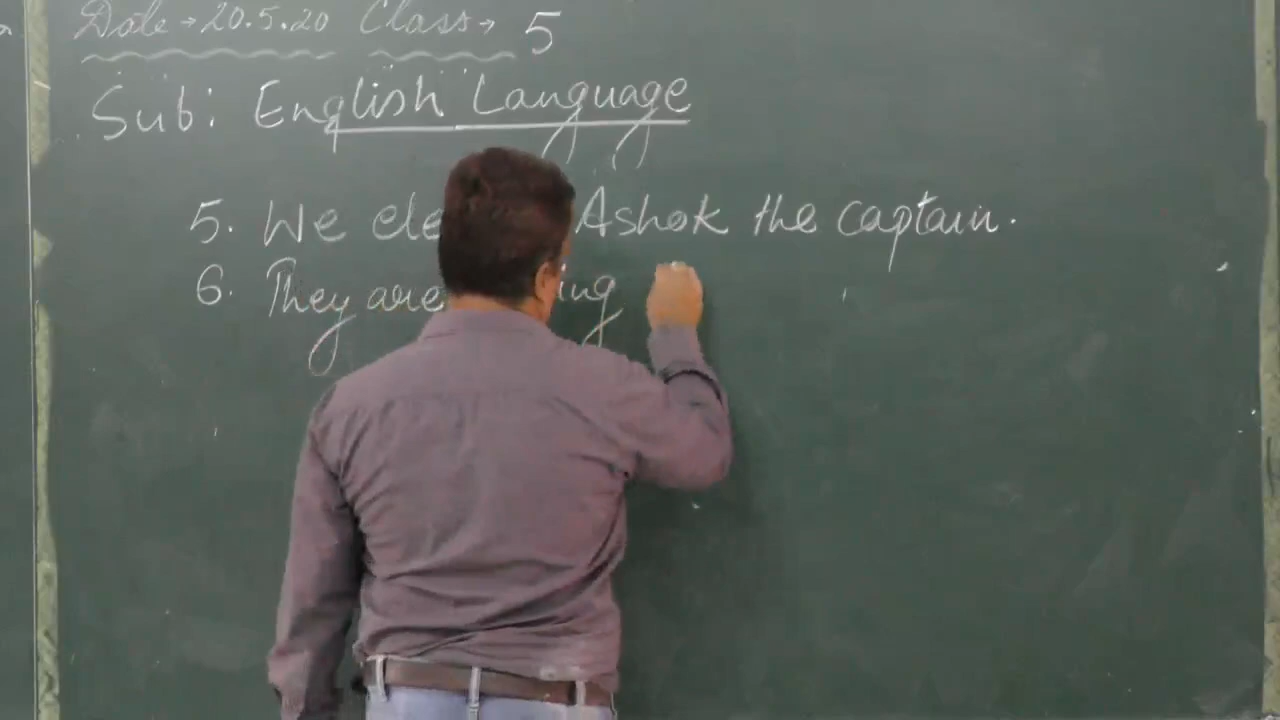 Date → 20.5.20 Class → 5
Sub: English Language
5. We Ashok the captain.
6. They are